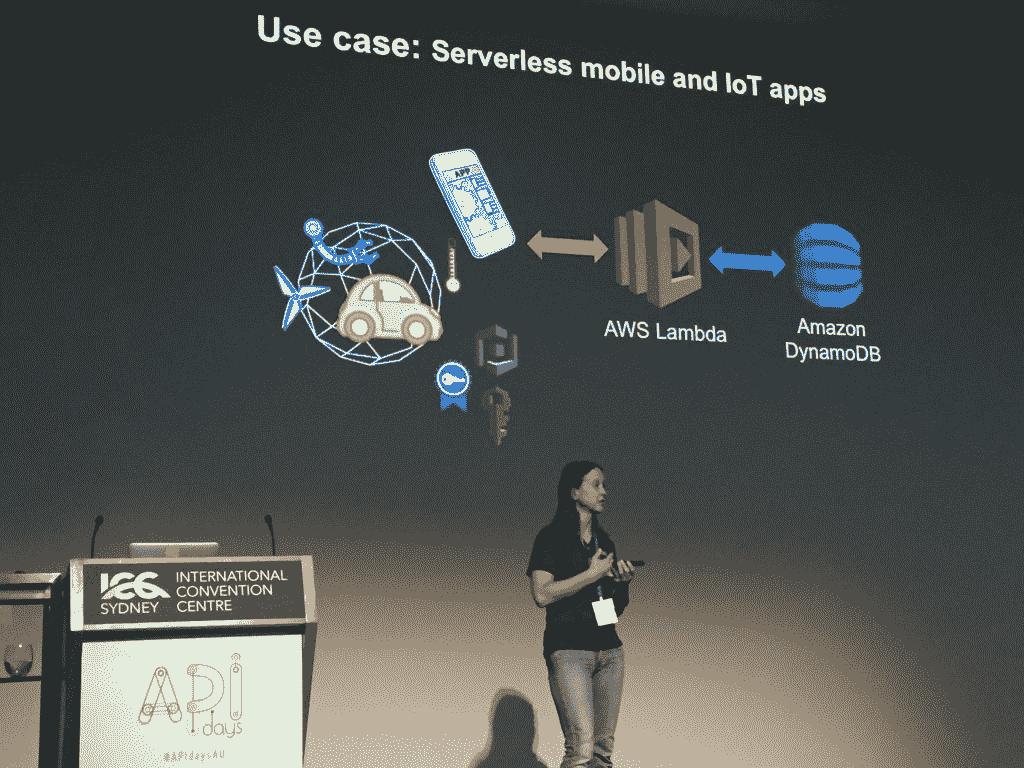 Use case: Serverless mobile and IoT apps
APP
AWS Lambda
Amazon
DynamoDB
ICC
SYDNEY
INTERNATIONAL
CONVENTION
CENTRE
API
days
@APIdaysAU